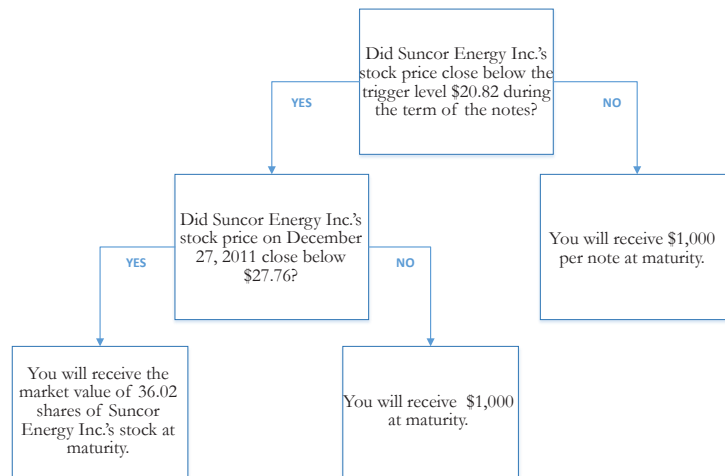 Did Suncor Energy Inc.'s
stock price close below the
trigger level $20.82 during
the term of the notes?
YES
NO
Did Suncor Energy Inc.'s
stock price on December
27, 2011 close below
$27.76?
You will receive $1,000
per note at maturity.
YES
NO
You will receive the
market value of 36.02
shares of Suncor
Energy Inc.'s stock at
maturity.
You will receive $1,000
at maturity.